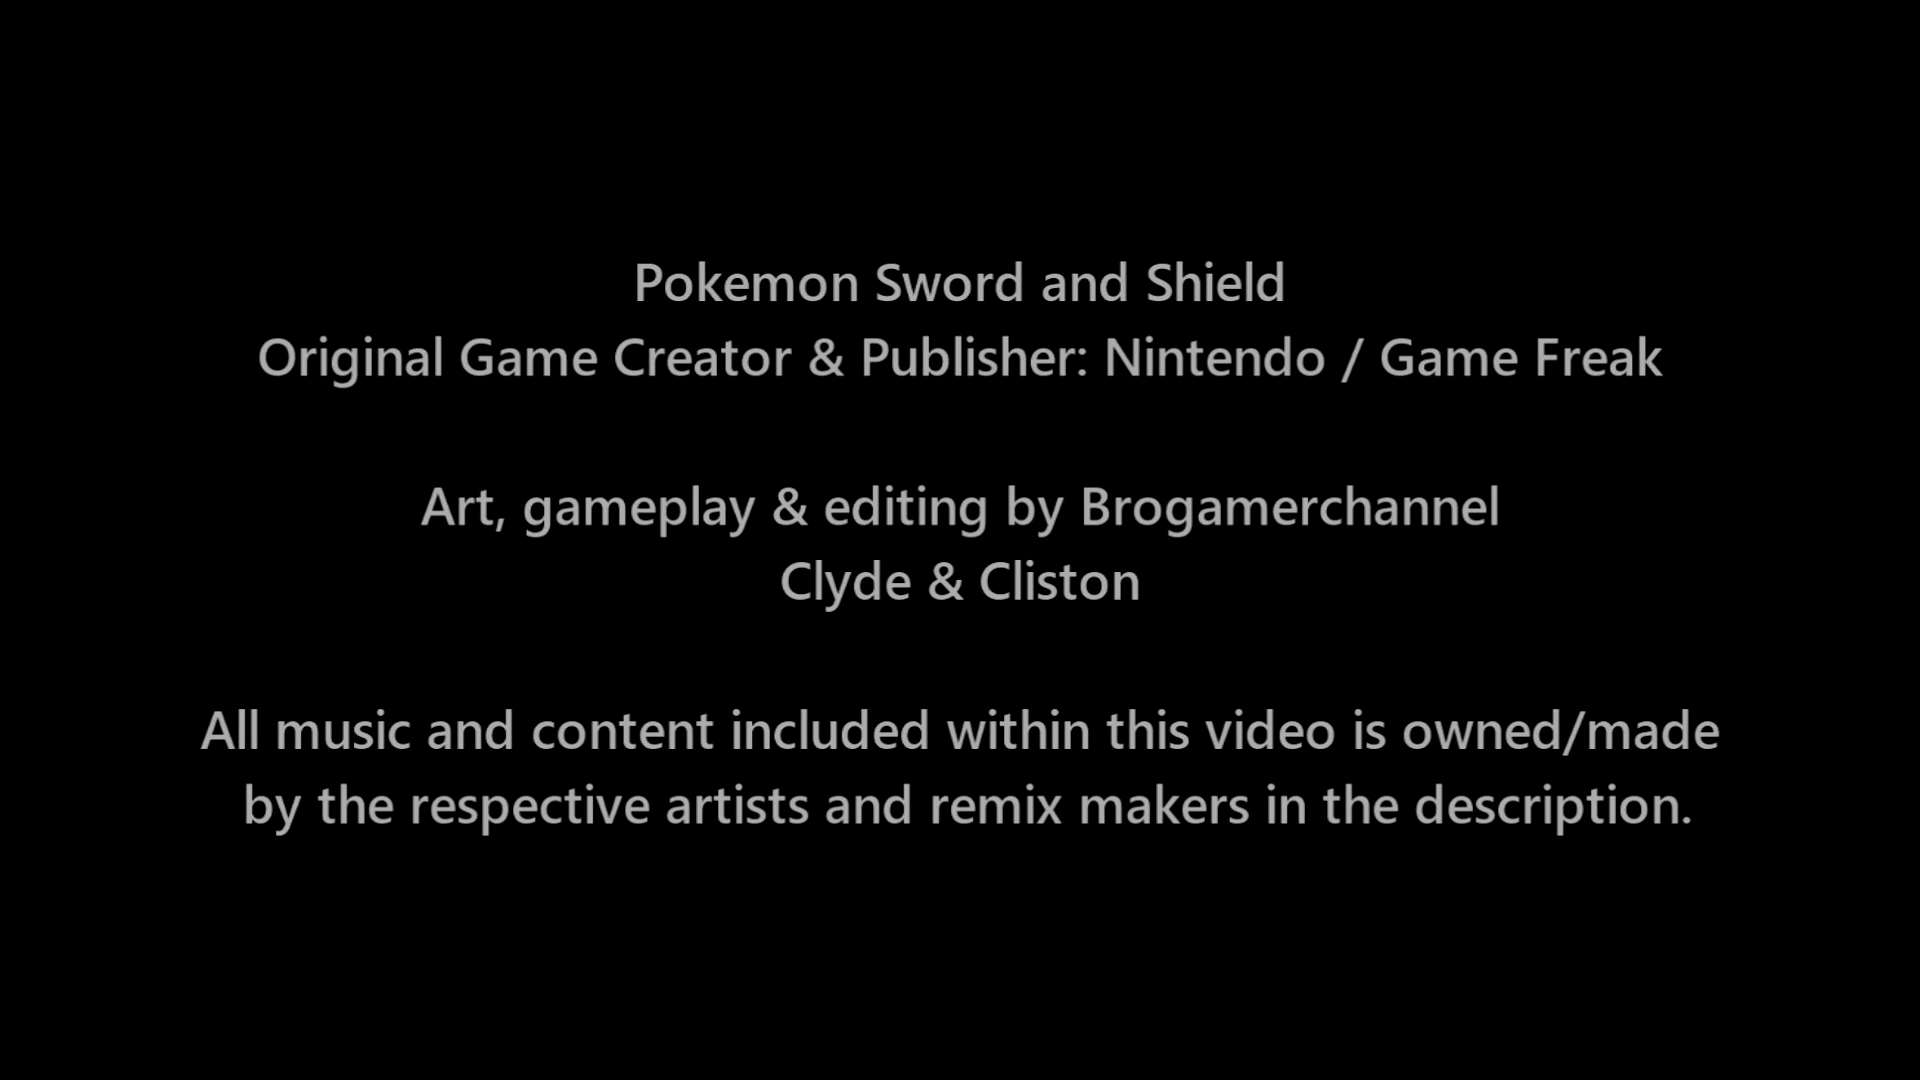 Pokemon Sword and Shield
Original Game Creator & Publisher: Nintendo / Game Freak
Art, gameplay & editing by Brogamerchannel
Clyde & Cliston
All music and content included within this video is owned/made
by the respective artists and remix makers in the description.